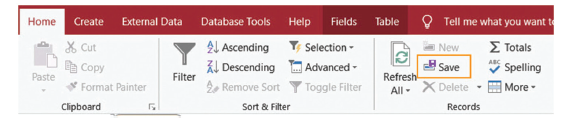 Home Create External Data Database Tools Help Fields Table Tell me what you want to
Cut Ascending Selection New Totals
Copy Descending Advanced Save Spelling
Paste Format Painter Filter Remove Sort Toggle Filter Refresh All Delete More
Clipboard Sort & Filter Records